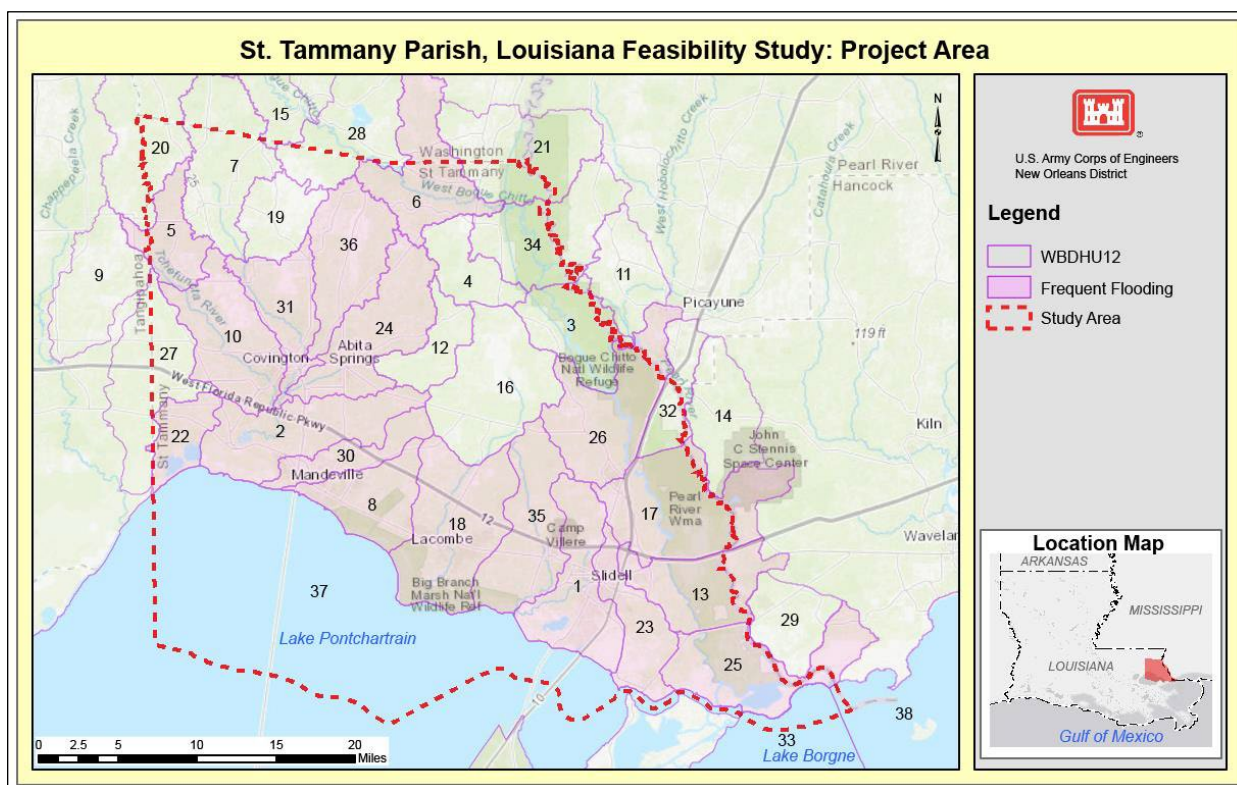 St. Tammany Parish, Louisiana Feasibility Study: Project Area
15
28
20
7
21
Washington
St Tammany
West Bogue Chitto
Chappepeela Creek
West Hobolochitto Creek
Catahoula Creek
Pearl River
Hancock
N
25
6
19
5
36
34
9
4
11
Tangipahoa
Tchefuncta River
31
3
Picayune
119 ft
10
24
Abita
Springs
Covington
12
27
Bogue Chitto
Natl Wildlife
Refuge
16
West Florida Republic Pkwy
32
14
Pearl River
St Tammany
22
2
26
John
C Stennis
Space Center
Kiln
30
Mandeville
8
18
12
35
17
Pearl
River
Wma
Lacombe
Camp
Villere
Wavelan
Slidell
1
37
Big Branch
Marsh Nat'l
Wildlife Ref
13
29
23
Lake Pontchartrain
25
10
38
33
Lake Borgne
0 2.5 5 10 15 20
Miles
®
U.S. Army Corps of Engineers
New Orleans District
Legend
WBDHU12
Frequent Flooding
Study Area
Location Map
ARKANSAS
MISSISSIPPI
LOUISIANA
Gulf of Mexico